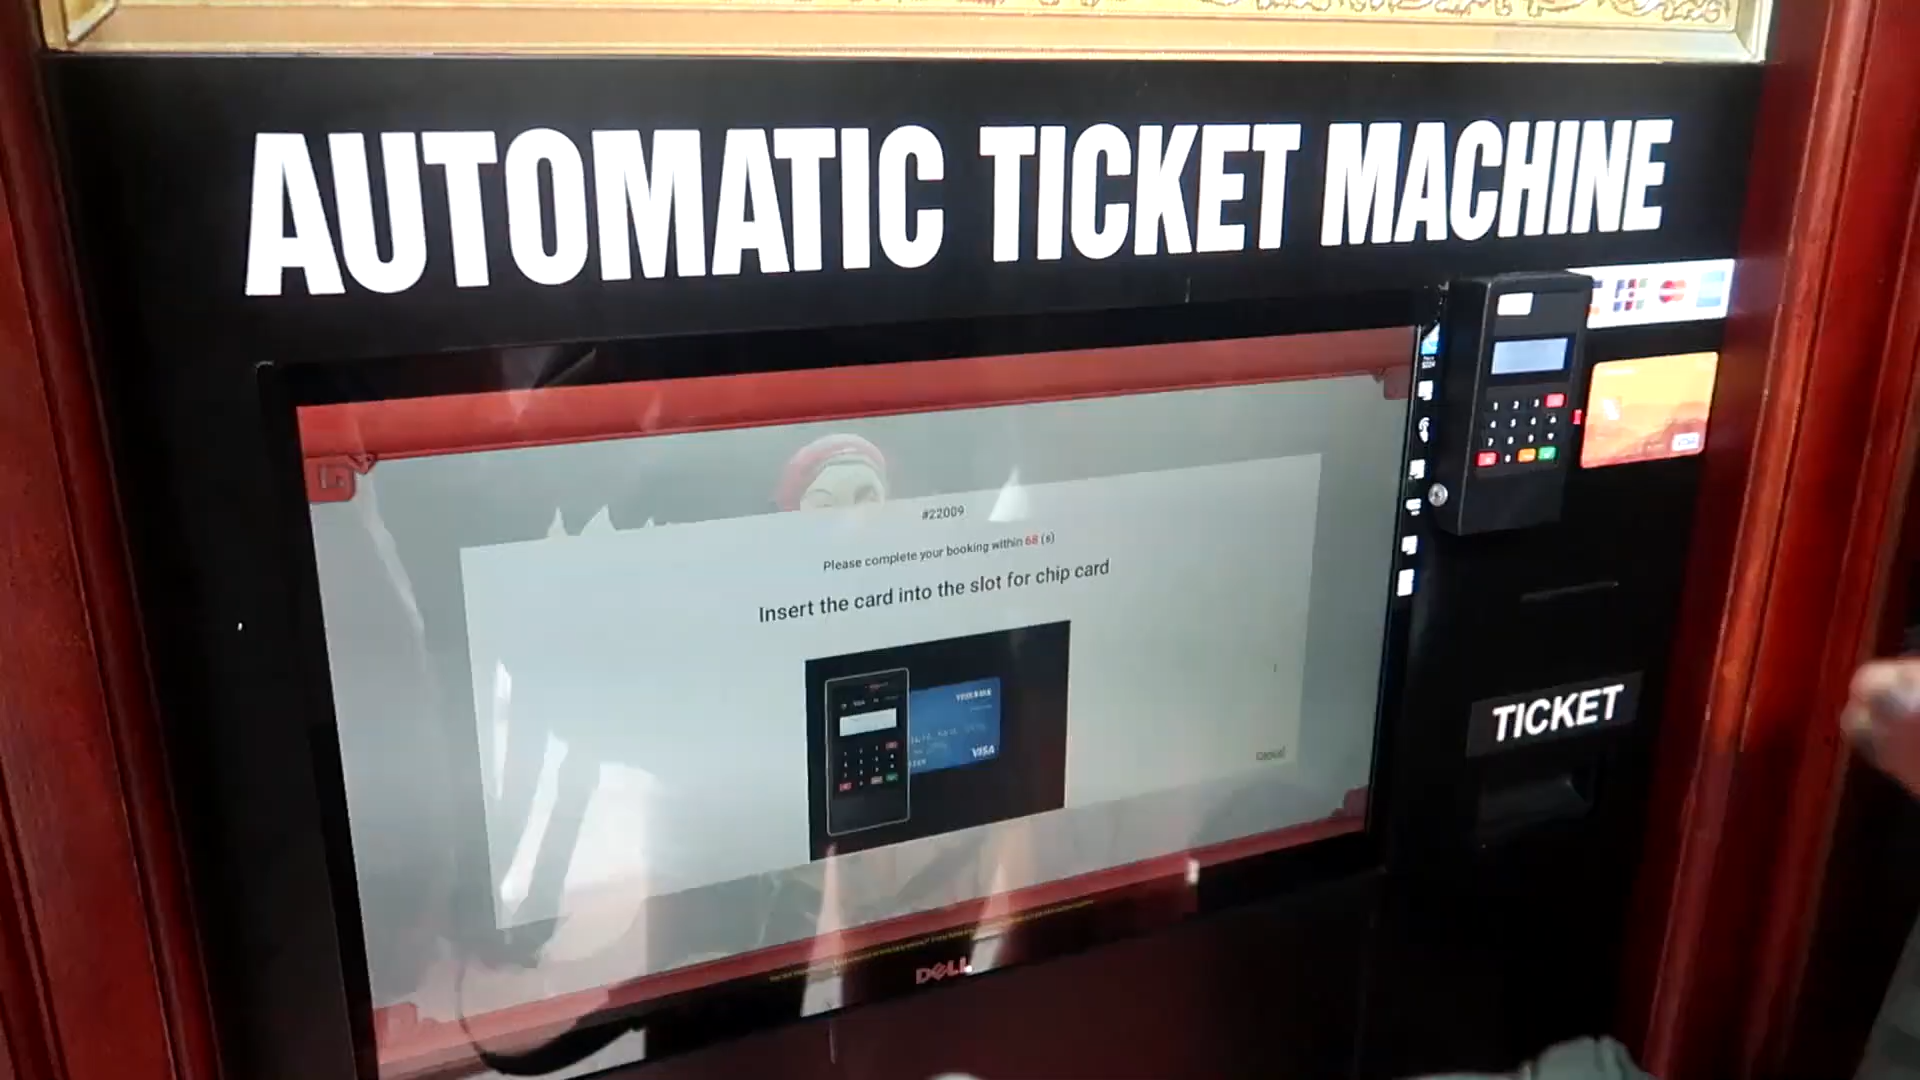 AUTOMATIC TICKET MACHINE
#22009
Please complete your booking within 68 (s)
Insert the card into the slot for chip card
VISA
Cancel
TICKET
DELL